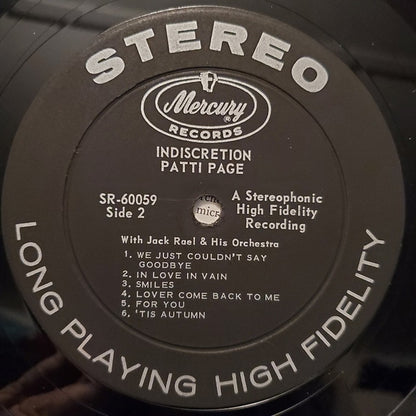 STEREO
Mercury
®
RECORDS
INDISCRETION
PATTI PAGE
SR-60059
Side 2
A Stereophonic
High Fidelity
Recording
With Jack Rael & His Orchestra
1. WE JUST COULDN'T SAY
GOODBYE
2. IN LOVE IN VAIN
3. SMILES
4. LOVER COME BACK TO ME
5. FOR YOU
6. 'TIS AUTUMN
LONG PLAYING HIGH FIDELITY